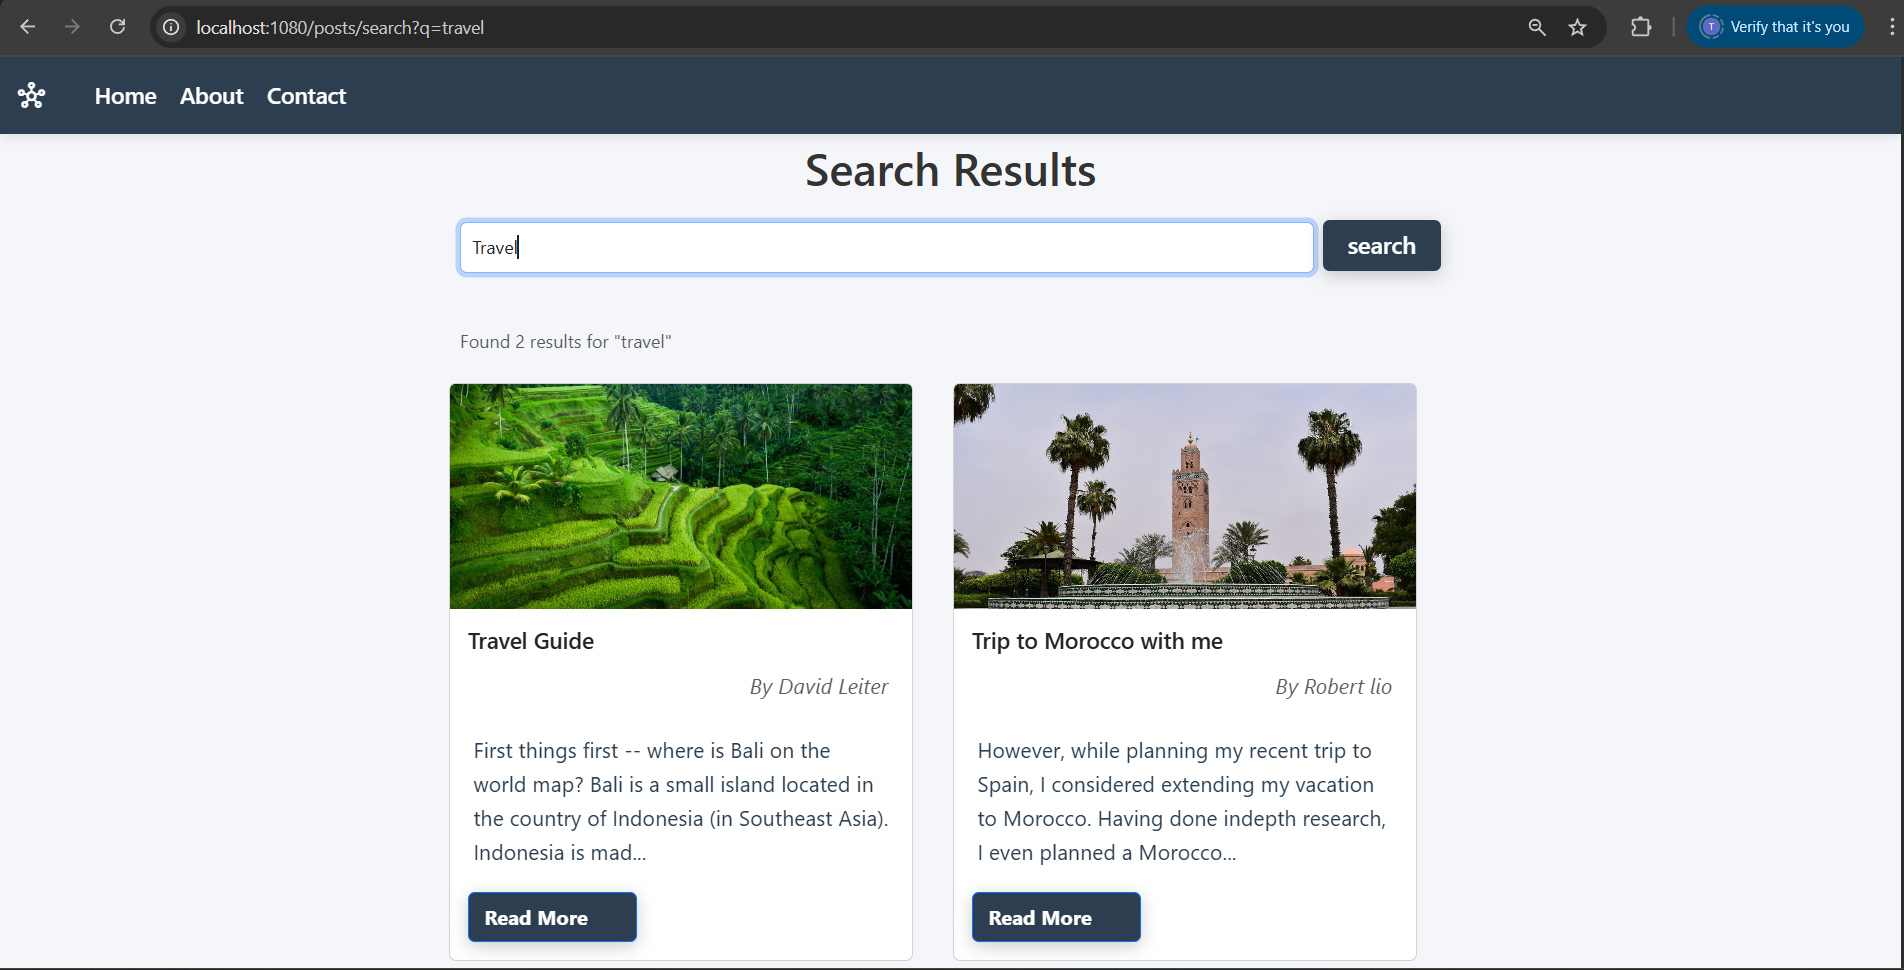 localhost:1080/posts/search?q=travel
T
Verify that it's you
Home About Contact
Search Results
Travel
search
Found 2 results for "travel"
Travel Guide
By David Leiter
First things first -- where is Bali on the
world map? Bali is a small island located in
the country of Indonesia (in Southeast Asia).
Indonesia is mad...
Read More
Trip to Morocco with me
By Robert lio
However, while planning my recent trip to
Spain, I considered extending my vacation
to Morocco. Having done indepth research,
I even planned a Morocco...
Read More